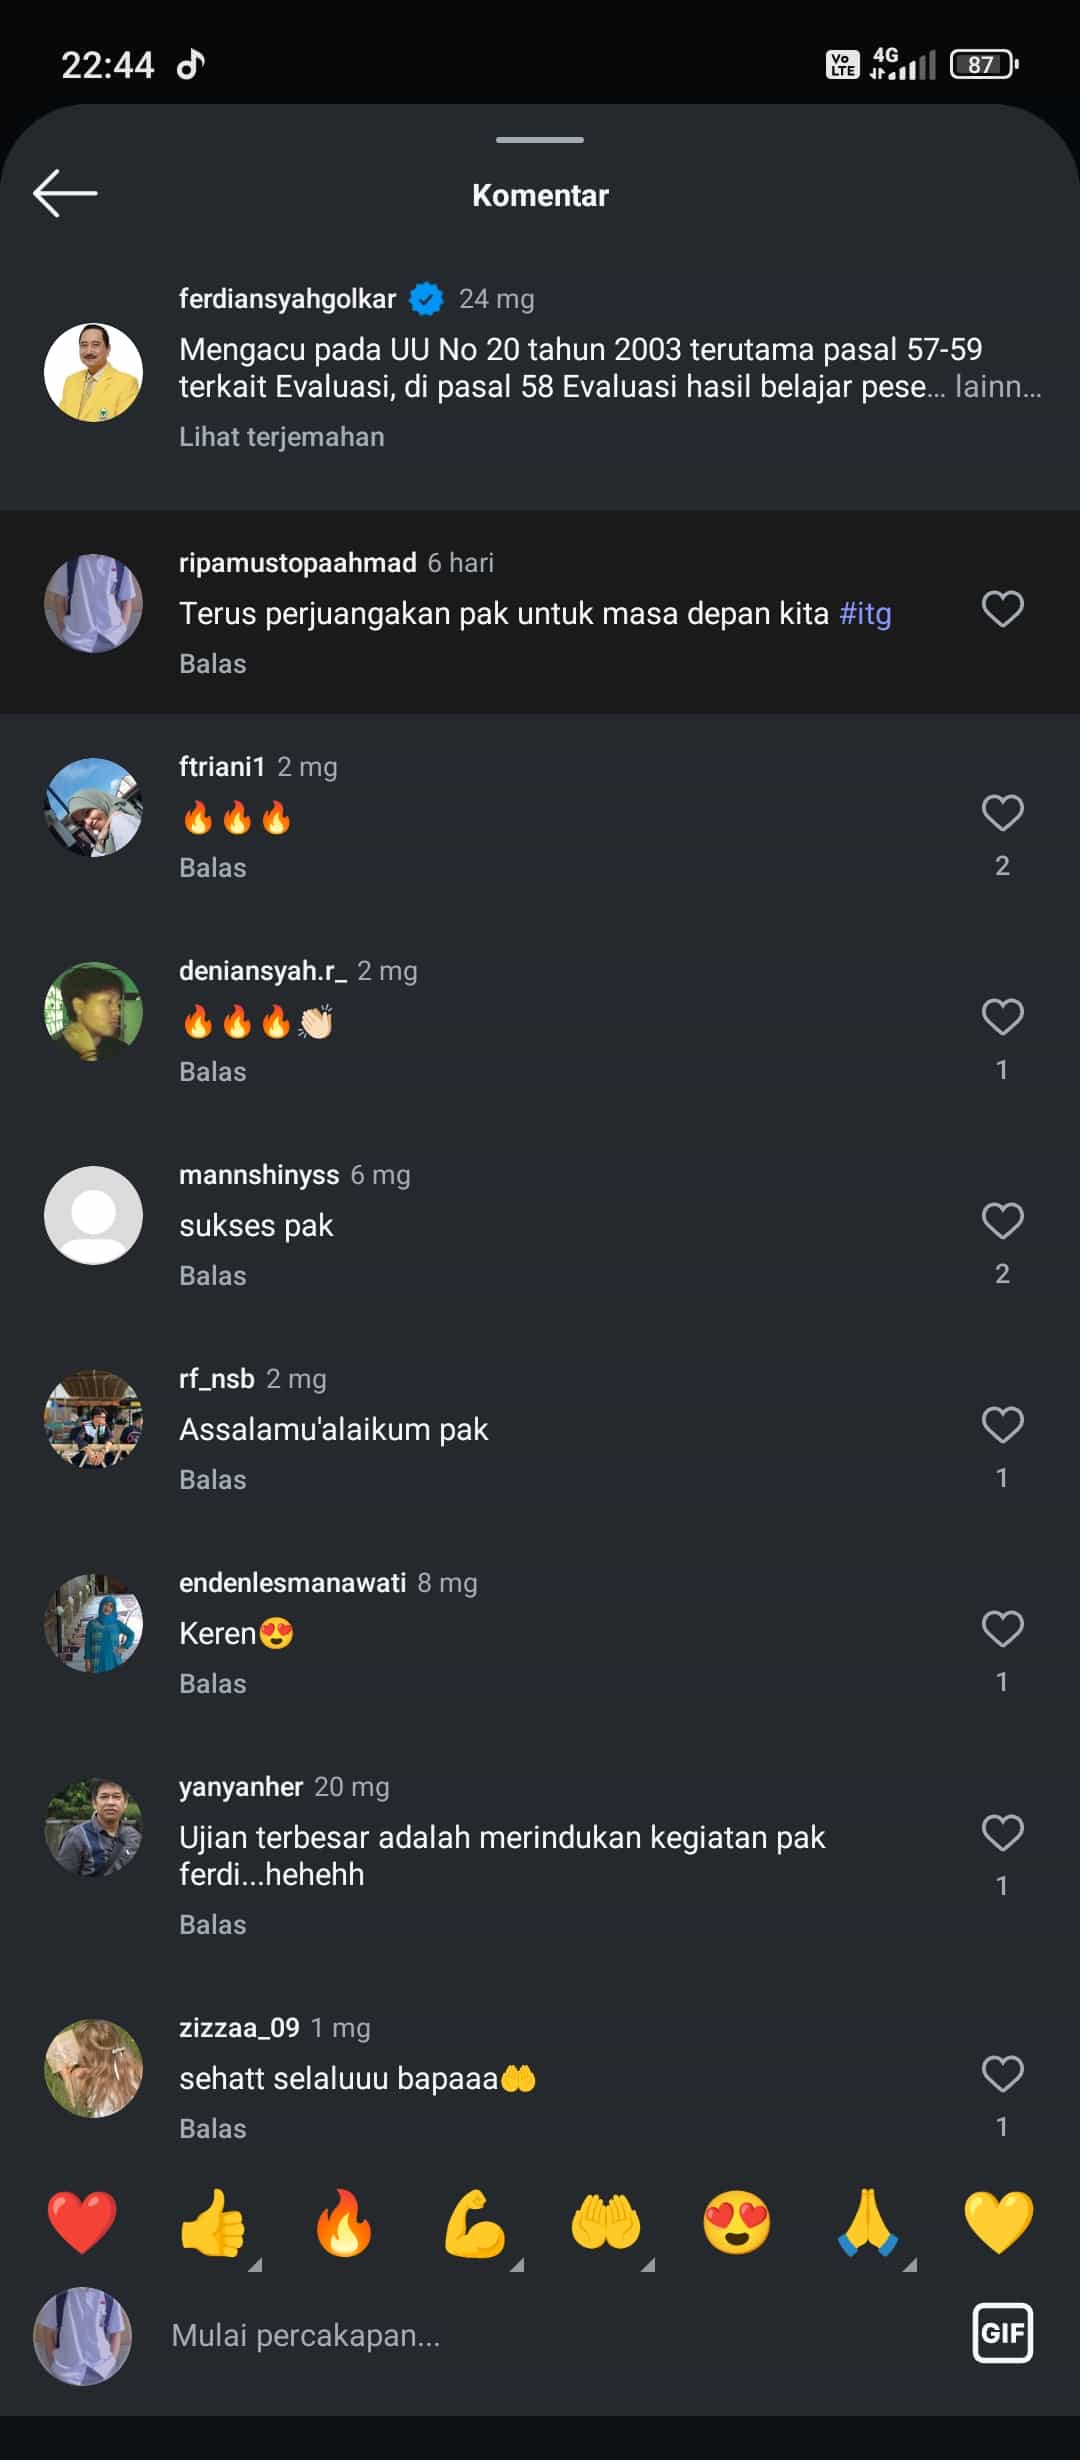 22:44
Vo LTE 4G 87
Komentar
ferdiansyahgolkar 24 mg
Mengacu pada UU No 20 tahun 2003 terutama pasal 57-59
terkait Evaluasi, di pasal 58 Evaluasi hasil belajar pese... lainn...
Lihat terjemahan
ripamustopaahmad 6 hari
Terus perjuangakan pak untuk masa depan kita #itg
Balas
ftriani1 2 mg
🔥🔥🔥
Balas
2
deniansyah.r_ 2 mg
🔥🔥🔥👏🏻
Balas
1
mannshinyss 6 mg
sukses pak
Balas
2
rf_nsb 2 mg
Assalamu'alaikum pak
Balas
1
endenlesmanawati 8 mg
Keren😍
Balas
1
yanyanher 20 mg
Ujian terbesar adalah merindukan kegiatan pak
ferdi...hehehh
Balas
1
zizzaa_09 1 mg
sehatt selaluuu bapaaa🤲
Balas
1
❤️👍🔥💪🤲😍🙏💛
Mulai percakapan...
GIF